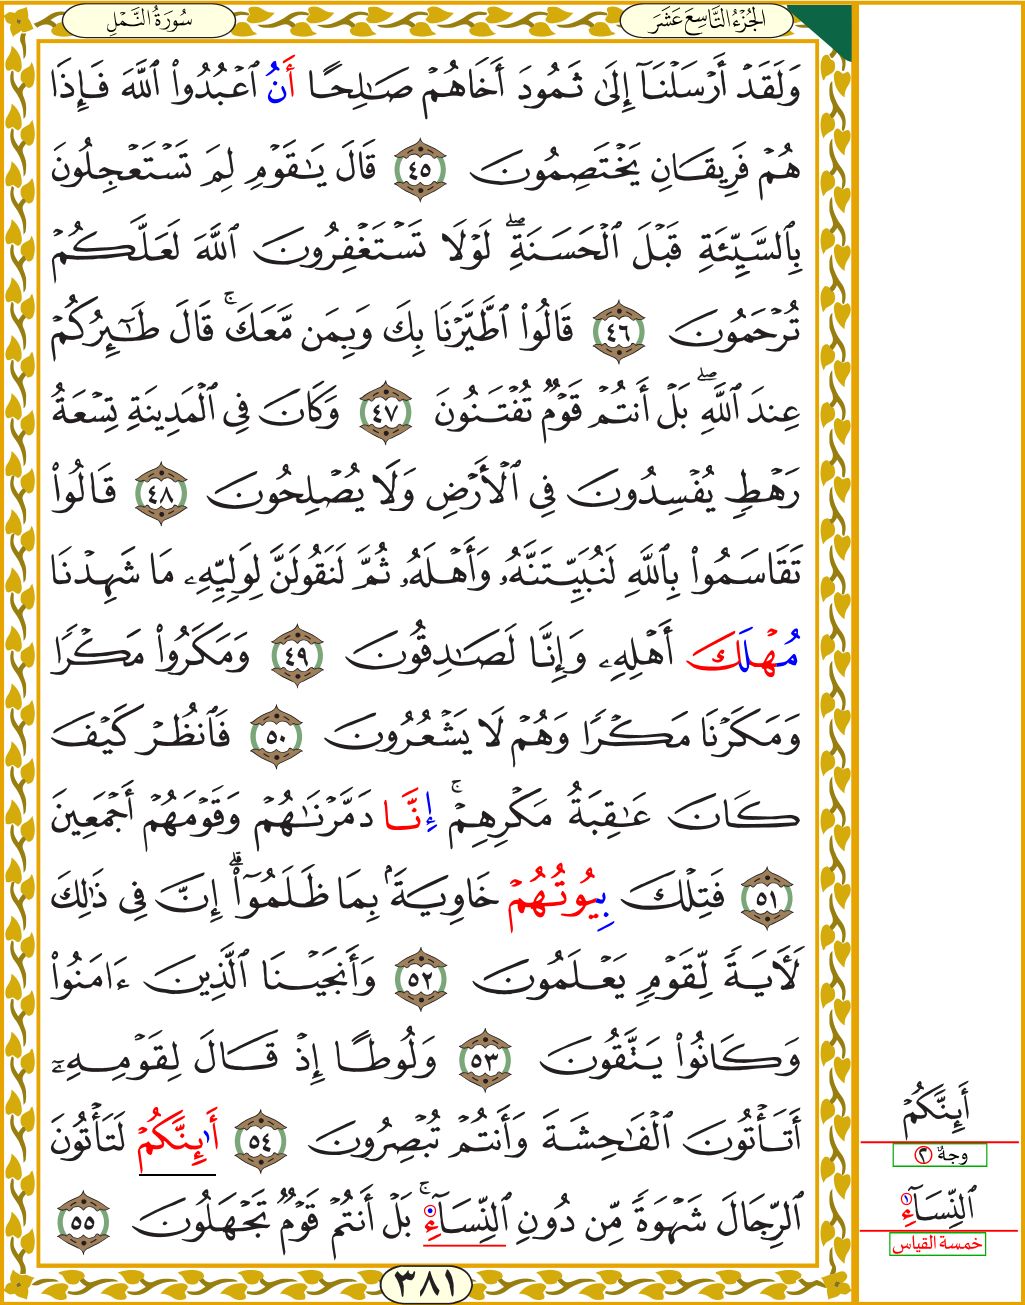 سُورَةُ النَّمْلِ
الجُزْءُ التَّاسِعَ عَشَرَ
وَلَقَدْ أَرْسَلْنَآ إِلَىٰ ثَمُودَ أَخَاهُمْ صَـٰلِحًا أَنُ ٱعْبُدُوا۟ ٱللَّهَ فَإِذَا
هُمْ فَرِيقَانِ يَخْتَصِمُونَ ٤٥ قَالَ يَـٰقَوْمِ لِمَ تَسْتَعْجِلُونَ
بِٱلسَّيِّئَةِ قَبْلَ ٱلْحَسَنَةِۖ لَوْلَا تَسْتَغْفِرُونَ ٱللَّهَ لَعَلَّكُمْ
تُرْحَمُونَ ٤٦ قَالُوا۟ ٱطَّيَّرْنَا بِكَ وَبِمَن مَّعَكَۚ قَالَ طَـٰٓئِرُكُمْ
عِندَ ٱللَّهِۖ بَلْ أَنتُمْ قَوْمٌ تُفْتَنُونَ ٤٧ وَكَانَ فِى ٱلْمَدِينَةِ تِسْعَةُ
رَهْطٍ يُفْسِدُونَ فِى ٱلْأَرْضِ وَلَا يُصْلِحُونَ ٤٨ قَالُوا۟
تَقَاسَمُوا۟ بِٱللَّهِ لَنُبَيِّتَنَّهُۥ وَأَهْلَهُۥ ثُمَّ لَنَقُولَنَّ لِوَلِيِّهِۦ مَا شَهِدْنَا
مُهْلَكَ أَهْلِهِۦ وَإِنَّا لَصَـٰدِقُونَ ٤٩ وَمَكَرُوا۟ مَكْرًا
وَمَكَرْنَا مَكْرًا وَهُمْ لَا يَشْعُرُونَ ٥٠ فَٱنظُرْ كَيْفَ
كَانَ عَـٰقِبَةُ مَكْرِهِمْۚ إِنَّا دَمَّرْنَـٰهُمْ وَقَوْمَهُمْ أَجْمَعِينَ
٥١ فَتِلْكَ بِيُوتُهُمْ خَاوِيَةًۢ بِمَا ظَلَمُوٓا۟ۗ إِنَّ فِى ذَٰلِكَ
لَـَٔايَةً لِّقَوْمٍ يَعْلَمُونَ ٥٢ وَأَنجَيْنَا ٱلَّذِينَ ءَامَنُوا۟
وَكَانُوا۟ يَتَّقُونَ ٥٣ وَلُوطًا إِذْ قَالَ لِقَوْمِهِۦٓ
أَتَأْتُونَ ٱلْفَـٰحِشَةَ وَأَنتُمْ تُبْصِرُونَ ٥٤ أَىِٕنَّكُمْ لَتَأْتُونَ
ٱلرِّجَالَ شَهْوَةً مِّن دُونِ ٱلنِّسَآءِۚ بَلْ أَنتُمْ قَوْمٌ تَجْهَلُونَ ٥٥
٣٨١
أَىِٕنَّكُمْ
وجهٌ ٢
ٱلنِّسَآءِ ١
خمسة القياس